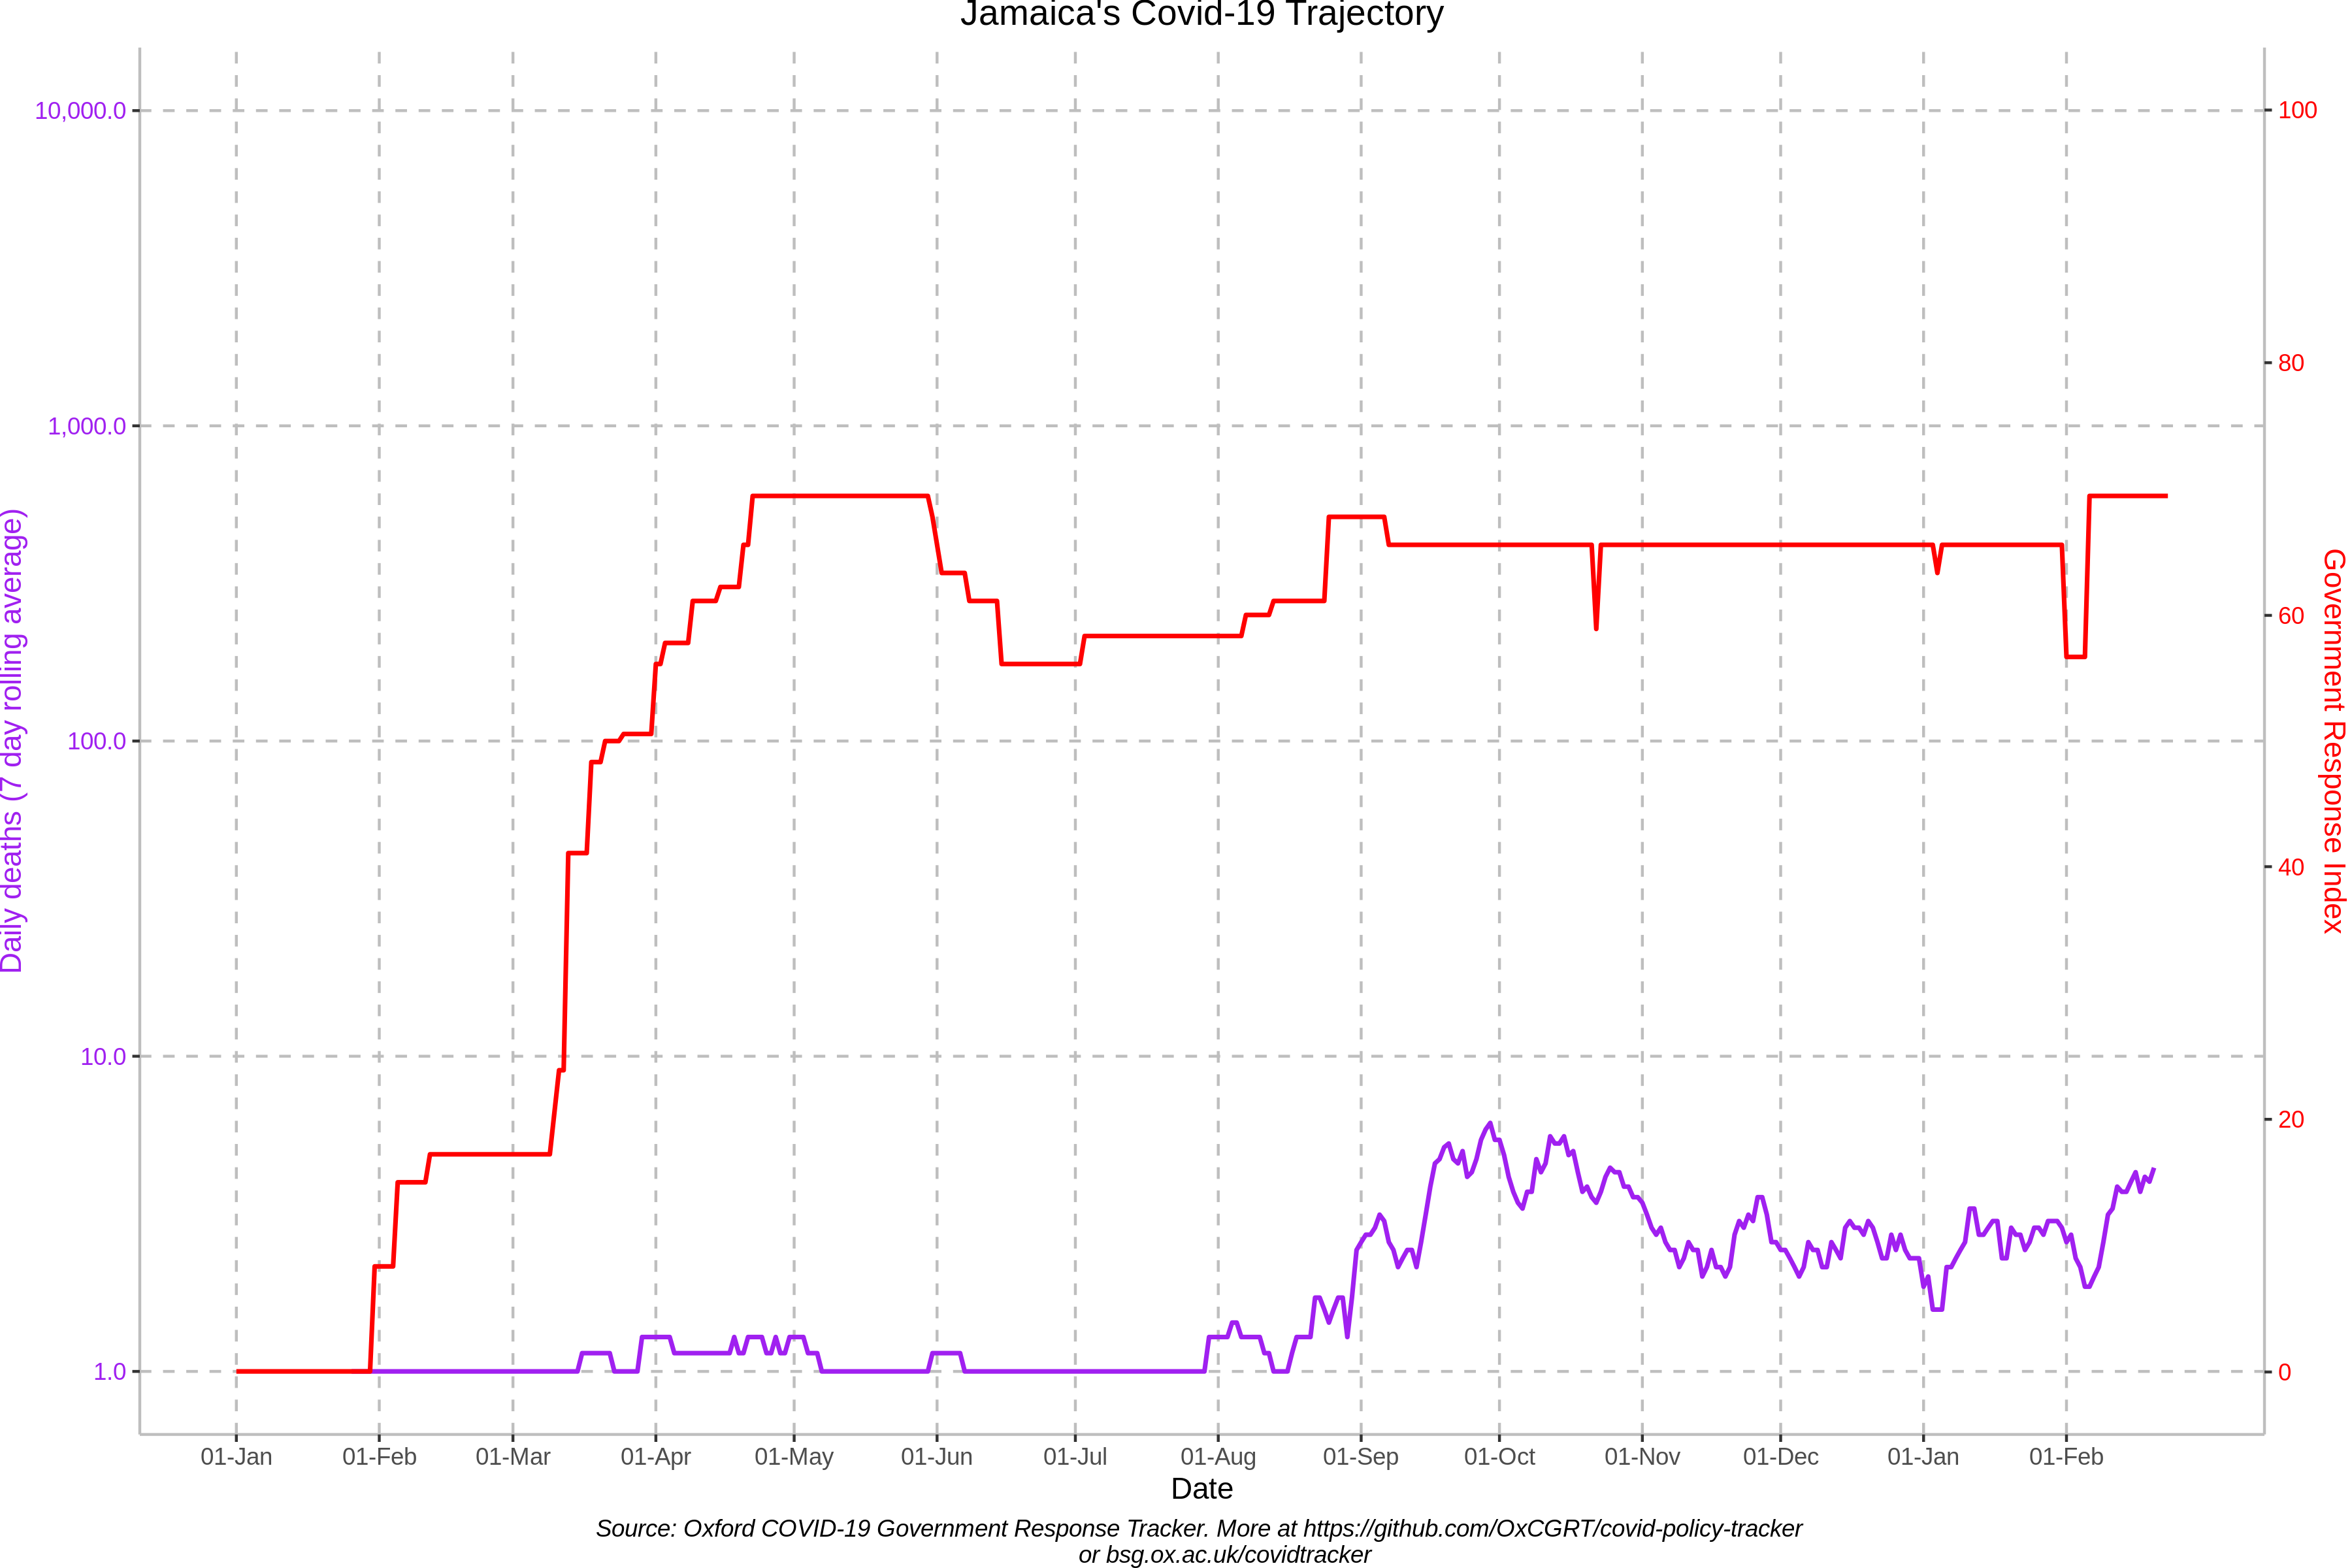 Jamaica's Covid-19 Trajectory
10,000.0
1,000.0
100.0
10.0
1.0
Daily deaths (7 day rolling average)
100
80
60
40
20
0
Government Response Index
01-Jan
01-Feb
01-Mar
01-Apr
01-May
01-Jun
01-Jul
01-Aug
01-Sep
01-Oct
01-Nov
01-Dec
01-Jan
01-Feb
Date
Source: Oxford COVID-19 Government Response Tracker. More at https://github.com/OxCGRT/covid-policy-tracker
or bsg.ox.ac.uk/covidtracker